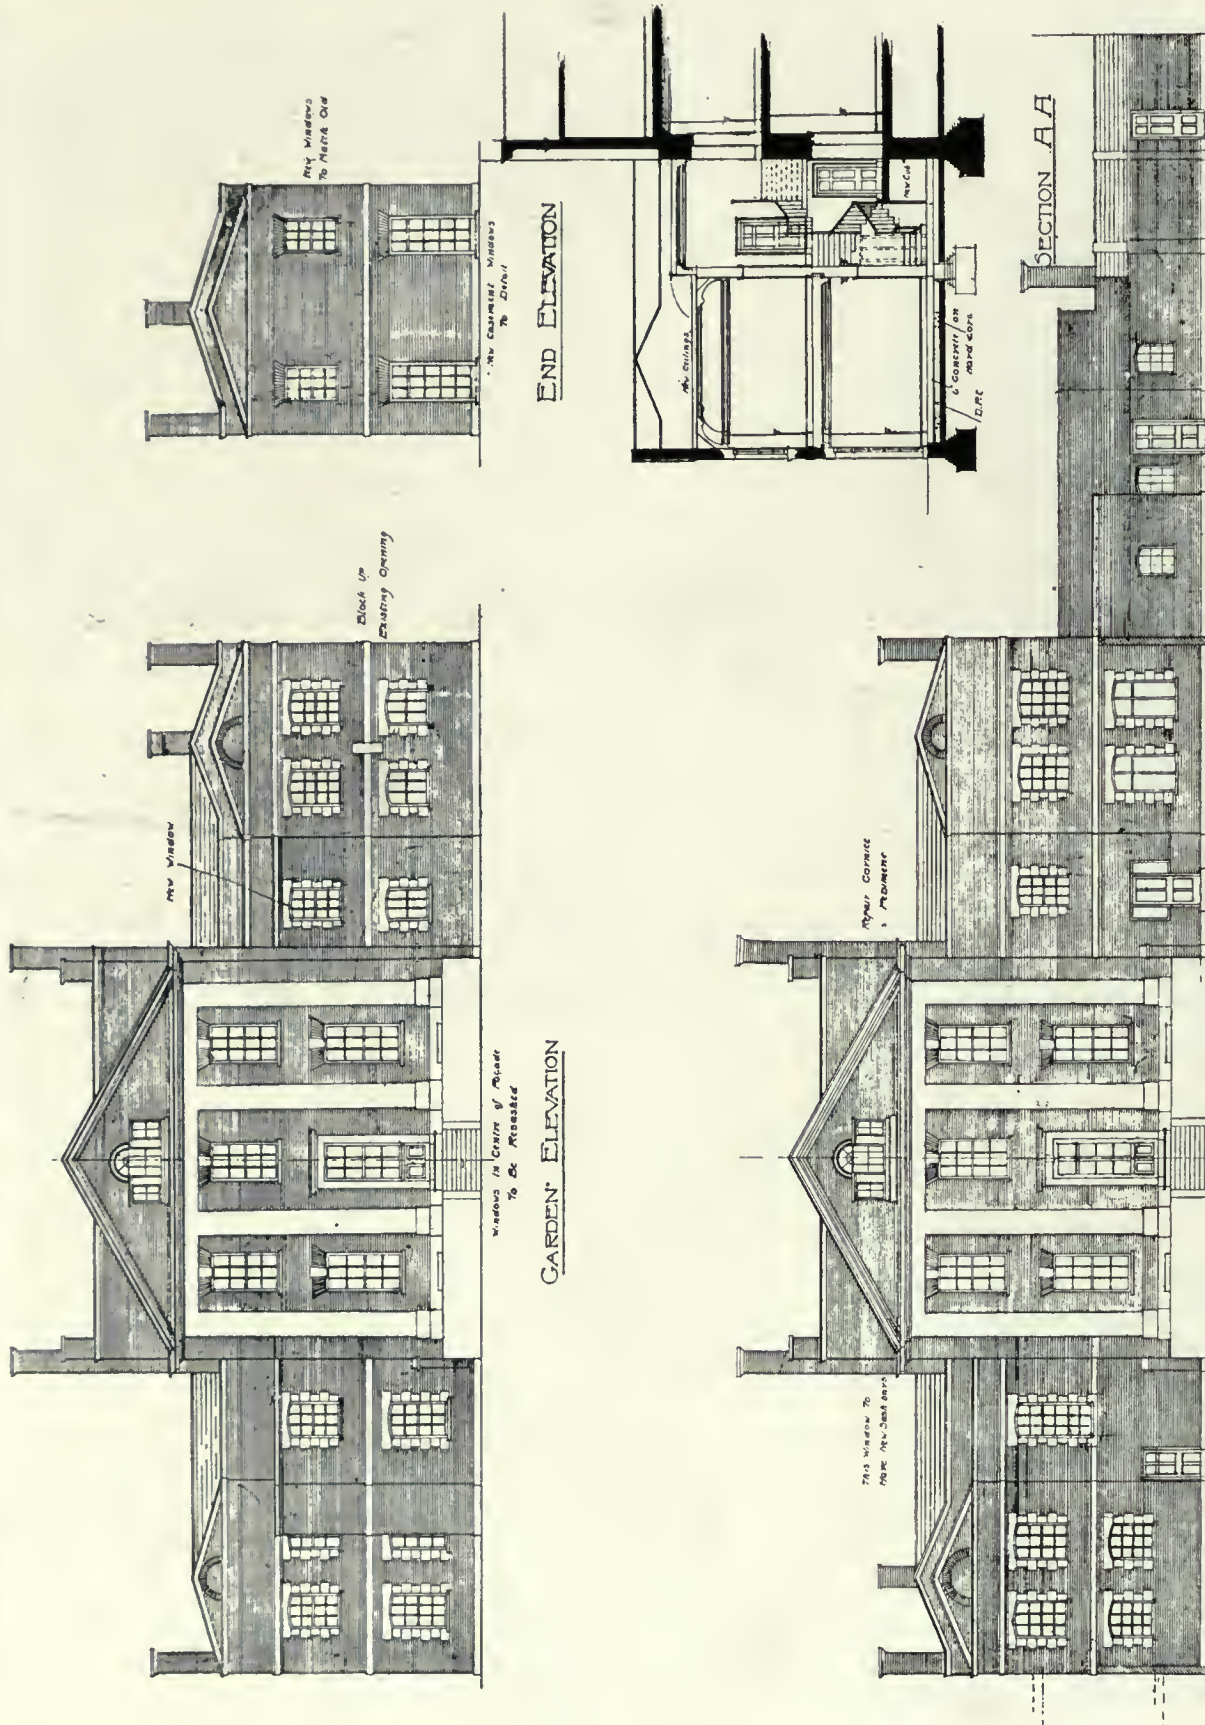 New Windows
To Match Old
New Casement Windows
To Detail
END ELEVATION
Block Up
Existing Opening
New Window
Windows in Centre of Facade
To Be Resashed
GARDEN ELEVATION
New Ceilings
6" Concrete on
Hard Core
D.P.C
SECTION AA
Repair Cornice
& Pediment
This Window To
Have New Sash Bars